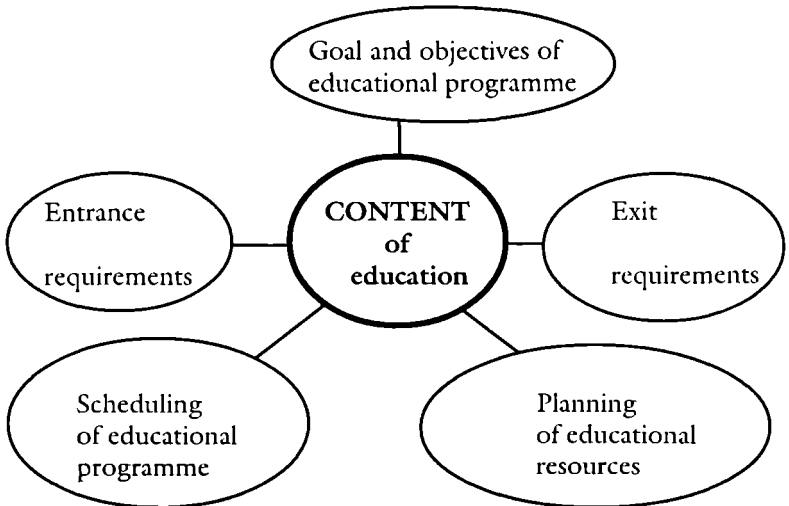 Goal and objectives of
educational programme
Entrance
requirements
CONTENT
of
education
Exit
requirements
Scheduling
of educational
programme
Planning
of educational
resources